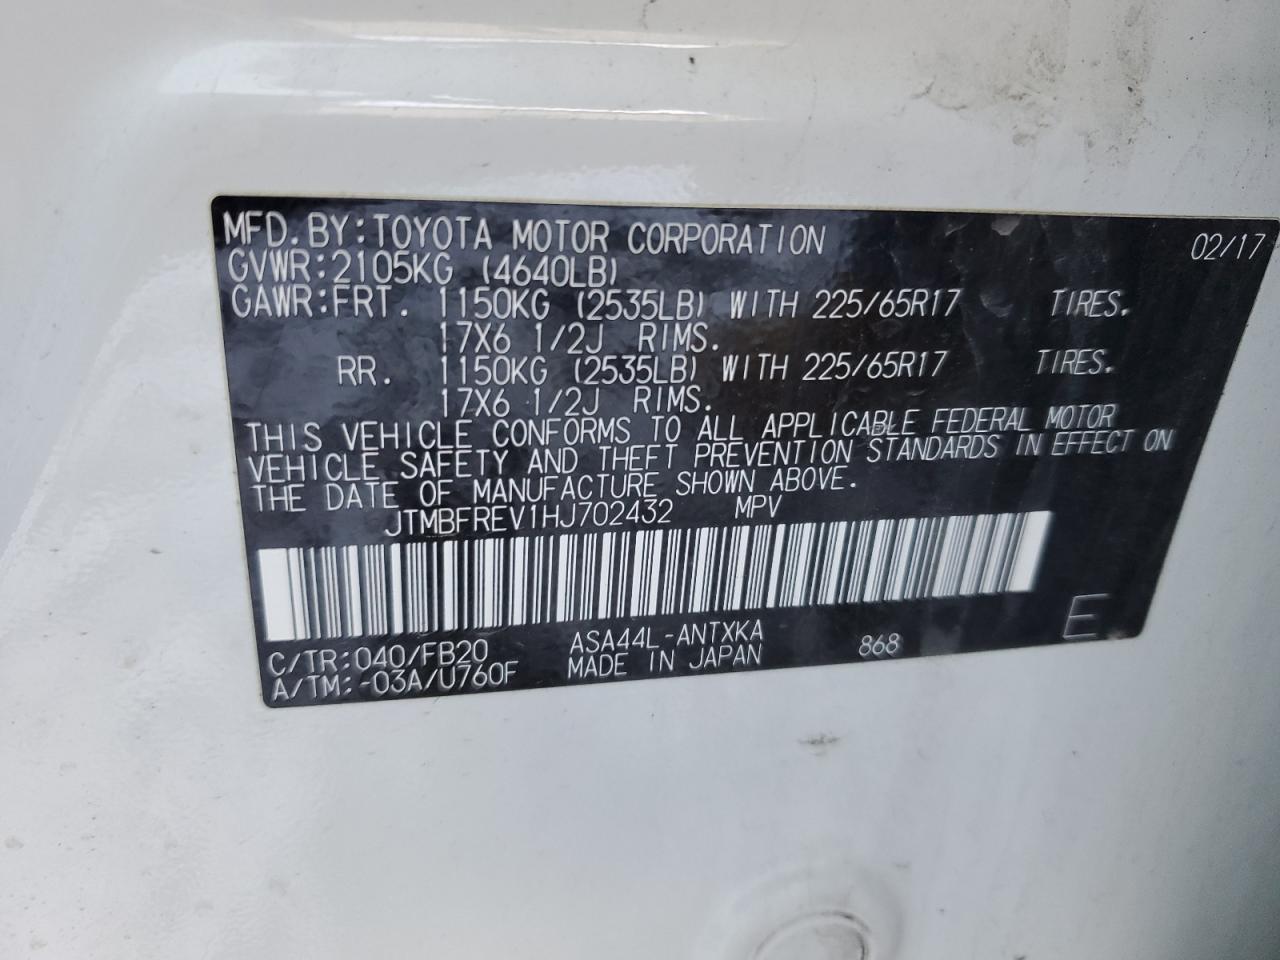 MFD.BY:TOYOTA MOTOR CORPORATION 02/17
GVWR:2105KG (4640LB)
GAWR:FRT. 1150KG (2535LB) WITH 225/65R17 TIRES.
17X6 1/2J RIMS.
RR. 1150KG (2535LB) WITH 225/65R17 TIRES.
17X6 1/2J RIMS.
THIS VEHICLE CONFORMS TO ALL APPLICABLE FEDERAL MOTOR
VEHICLE SAFETY AND THEFT PREVENTION STANDARDS IN EFFECT ON
THE DATE OF MANUFACTURE SHOWN ABOVE.
JTMBFREV1HJ702432 MPV
C/TR:040/FB20 ASA44L-ANTXKA 868 E
A/TM:-03A/U760F MADE IN JAPAN